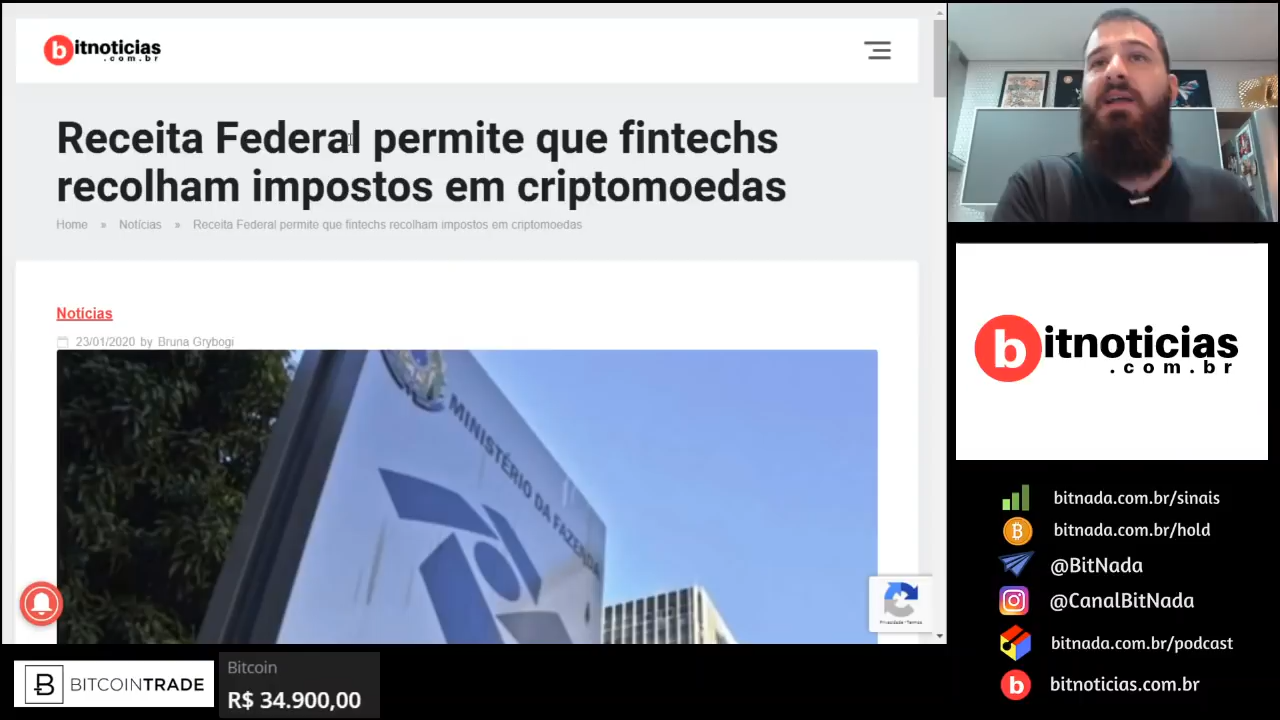 bitnoticias
.com.br
Receita Federal permite que fintechs
recolham impostos em criptomoedas
Home » Notícias » Receita Federal permite que fintechs recolham impostos em criptomoedas
Notícias
23/01/2020 by Bruna Grybogi
MINISTÉRIO DA FAZENDA
Privacidade - Termos
bitnoticias
.com.br
bitnada.com.br/sinais
bitnada.com.br/hold
@BitNada
@CanalBitNada
bitnada.com.br/podcast
bitnoticias.com.br
BITCOINTRADE
Bitcoin
R$ 34.900,00